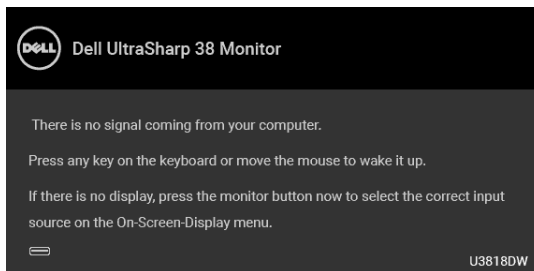 DELL
Dell UltraSharp 38 Monitor
There is no signal coming from your computer.
Press any key on the keyboard or move the mouse to wake it up.
If there is no display, press the monitor button now to select the correct input
source on the On-Screen-Display menu.
U3818DW